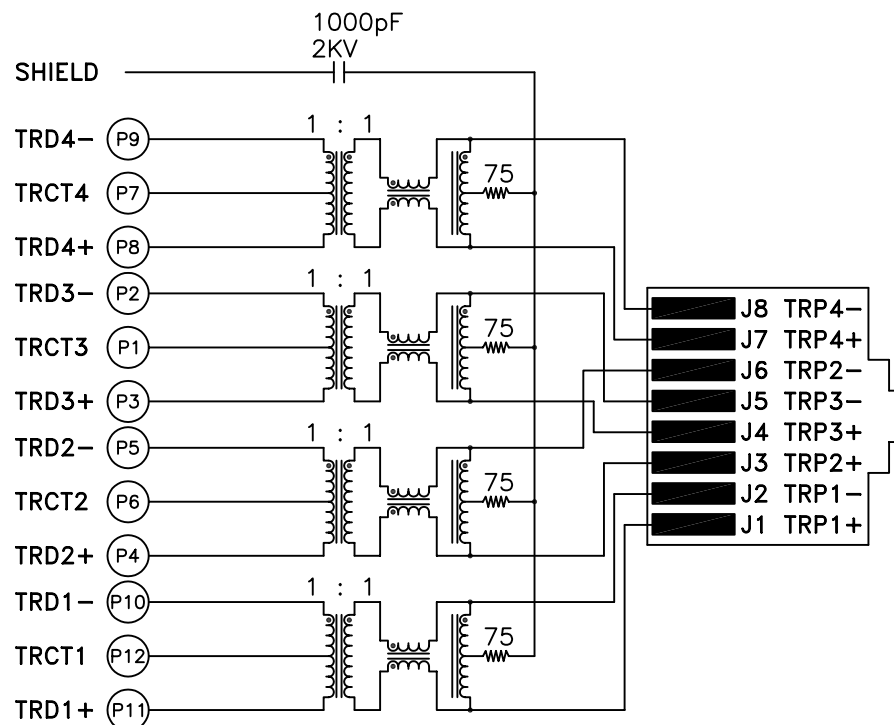 1000pF
2KV
SHIELD
1 : 1
TRD4- P9
75
TRCT4 P7
TRD4+ P8
1 : 1
TRD3- P2
75
TRCT3 P1
TRD3+ P3
1 : 1
TRD2- P5
75
TRCT2 P6
TRD2+ P4
1 : 1
TRD1- P10
75
TRCT1 P12
TRD1+ P11
J8 TRP4-
J7 TRP4+
J6 TRP2-
J5 TRP3-
J4 TRP3+
J3 TRP2+
J2 TRP1-
J1 TRP1+